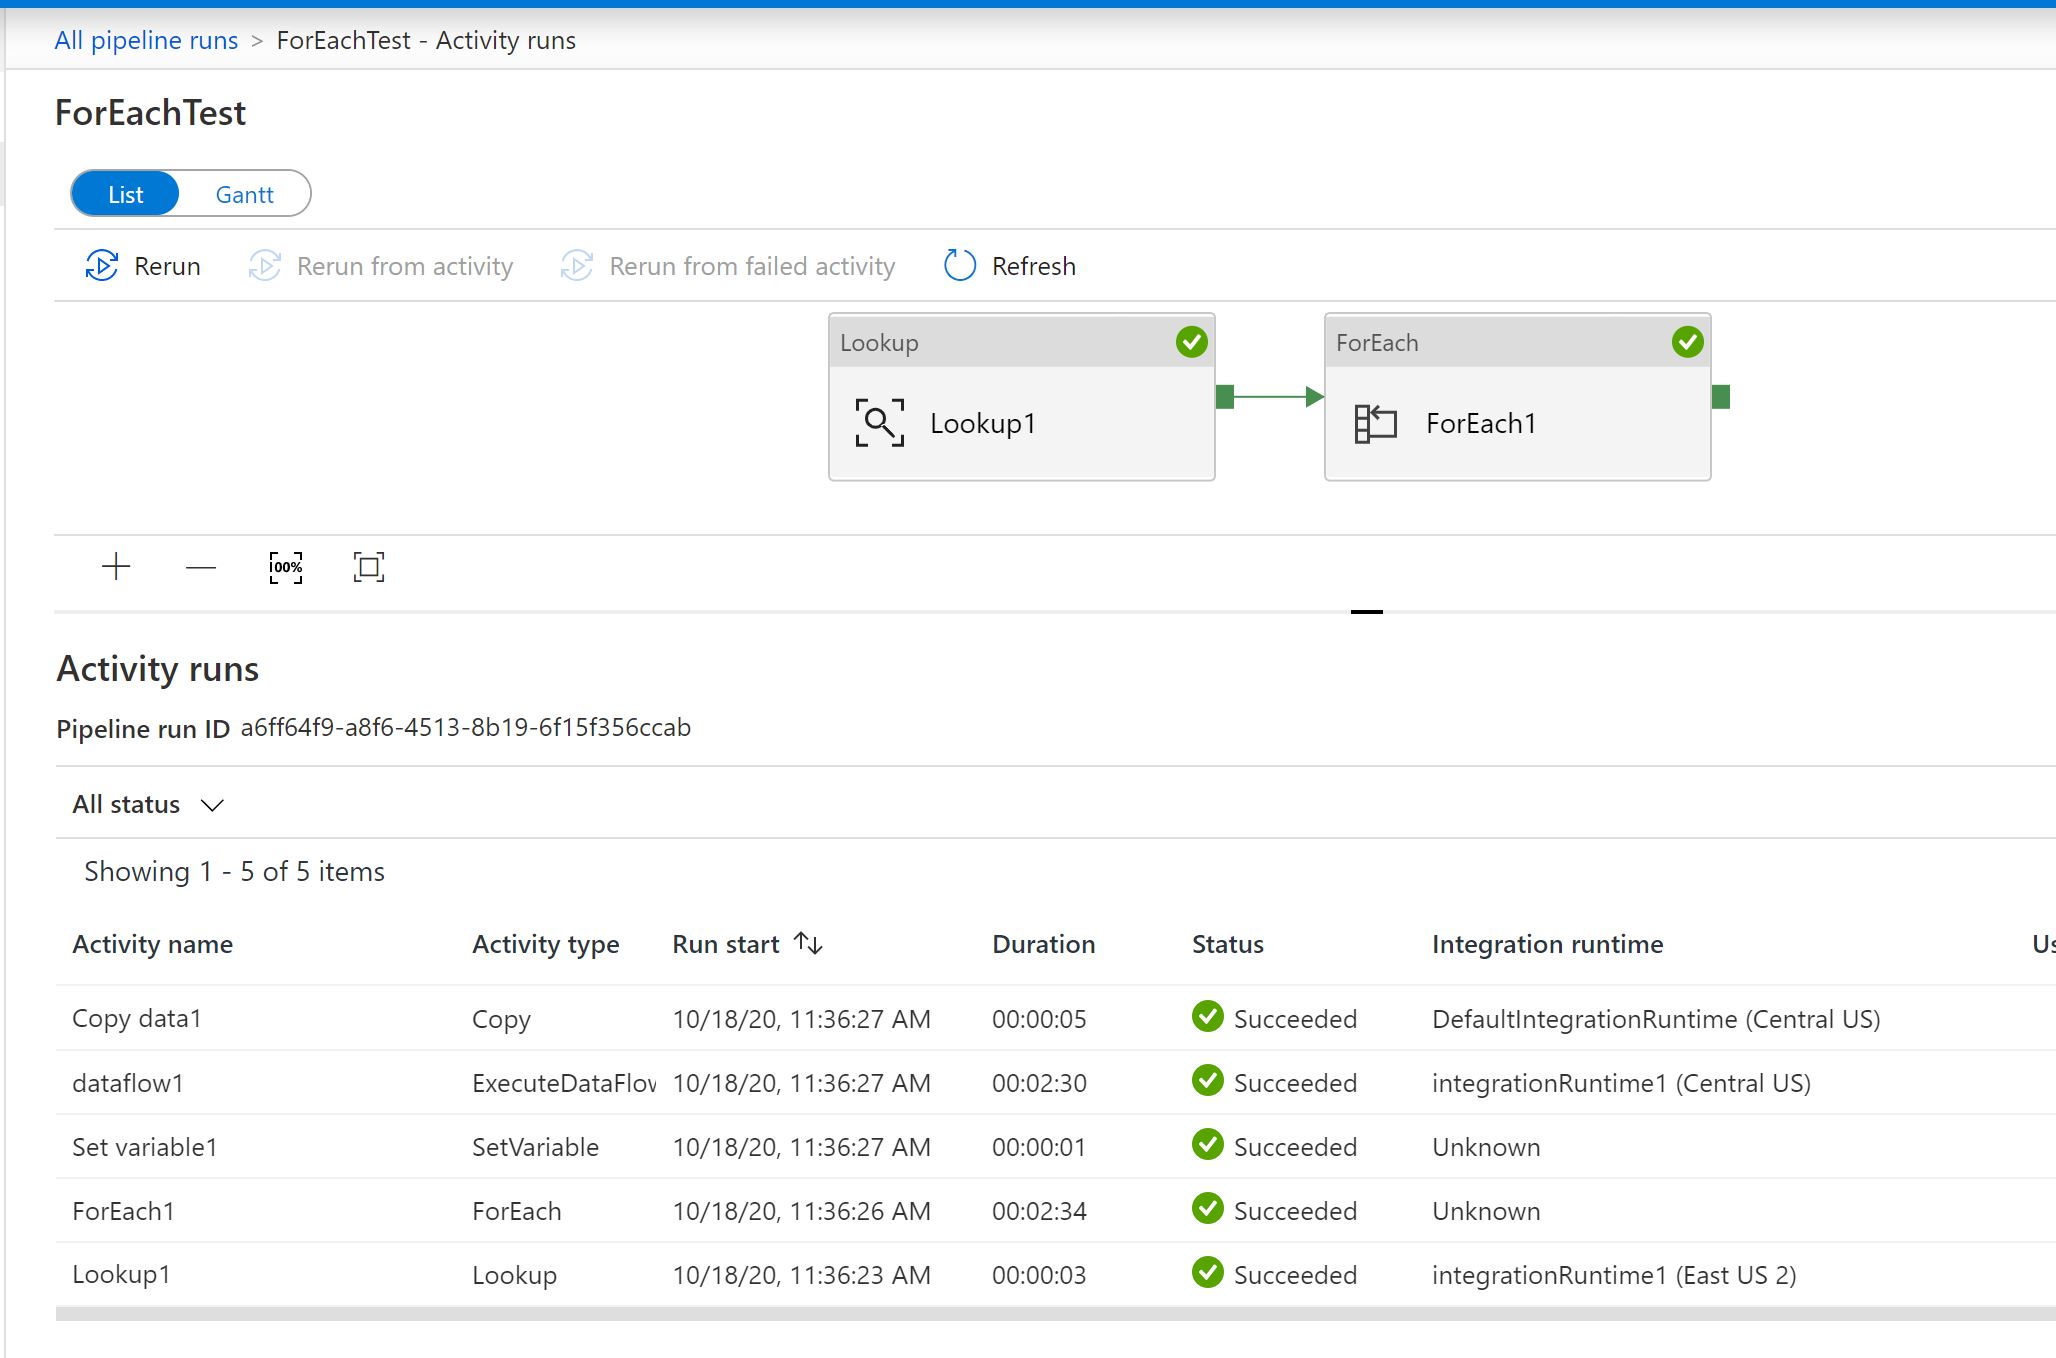 All pipeline runs > ForEachTest - Activity runs
ForEachTest
List Gantt
Rerun Rerun from activity Rerun from failed activity Refresh
Lookup ForEach
Lookup1 ForEach1
100%
Activity runs
Pipeline run ID a6ff64f9-a8f6-4513-8b19-6f15f356ccab
All status
Showing 1 - 5 of 5 items
Activity name Activity type Run start Duration Status Integration runtime Us
Copy data1 Copy 10/18/20, 11:36:27 AM 00:00:05 Succeeded DefaultIntegrationRuntime (Central US)
dataflow1 ExecuteDataFlow 10/18/20, 11:36:27 AM 00:02:30 Succeeded integrationRuntime1 (Central US)
Set variable1 SetVariable 10/18/20, 11:36:27 AM 00:00:01 Succeeded Unknown
ForEach1 ForEach 10/18/20, 11:36:26 AM 00:02:34 Succeeded Unknown
Lookup1 Lookup 10/18/20, 11:36:23 AM 00:00:03 Succeeded integrationRuntime1 (East US 2)